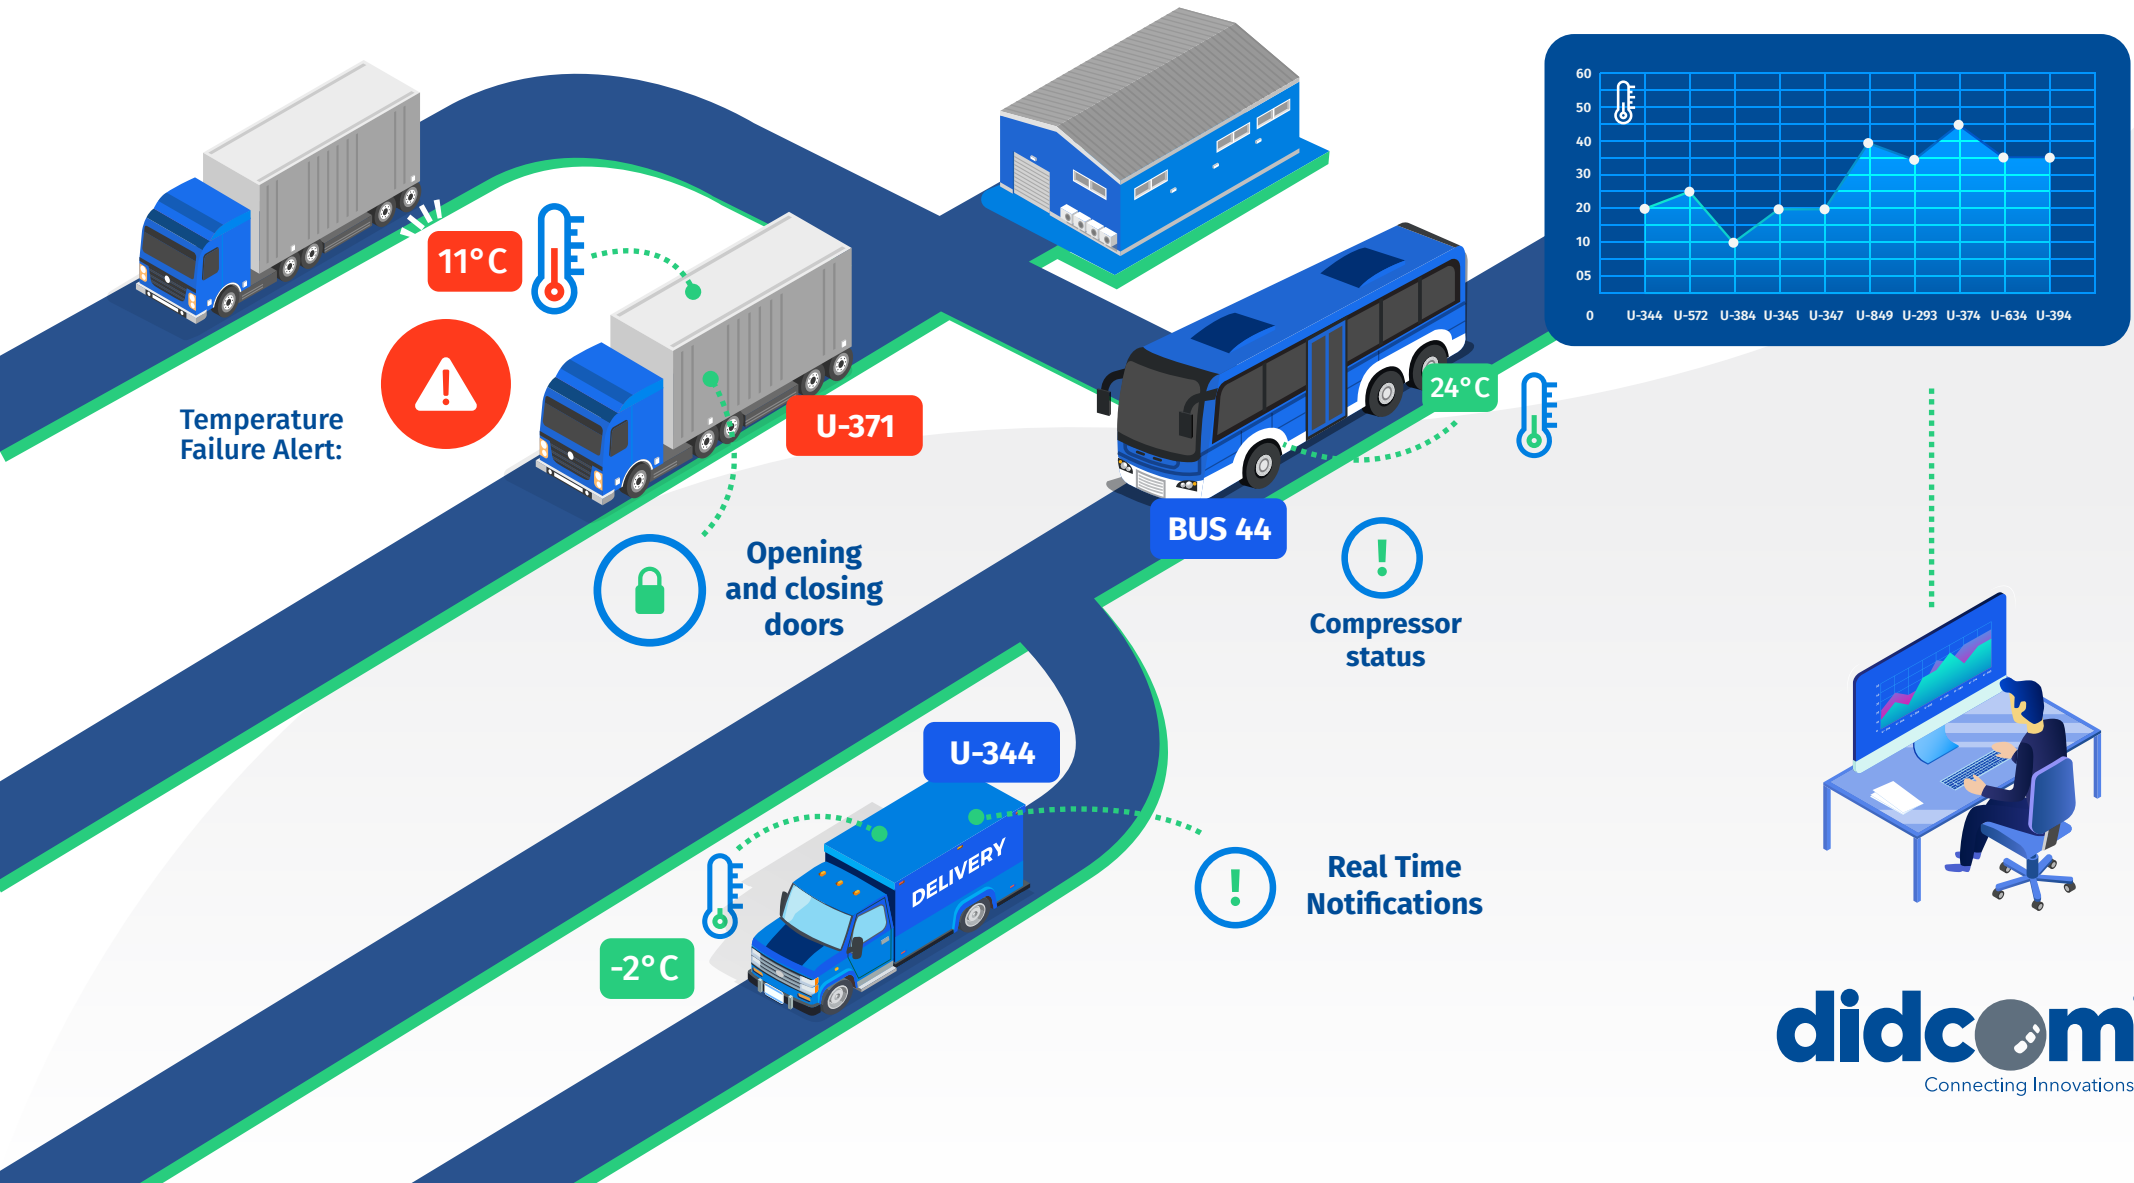 60
50
40
30
20
10
05
0
U-344 U-572 U-384 U-345 U-347 U-849 U-293 U-374 U-634 U-394
11°C
Temperature
Failure Alert:
U-371
24°C
BUS 44
Opening
and closing
doors
!
Compressor
status
U-344
DELIVERY
-2°C
!
Real Time
Notifications
didcom
Connecting Innovations